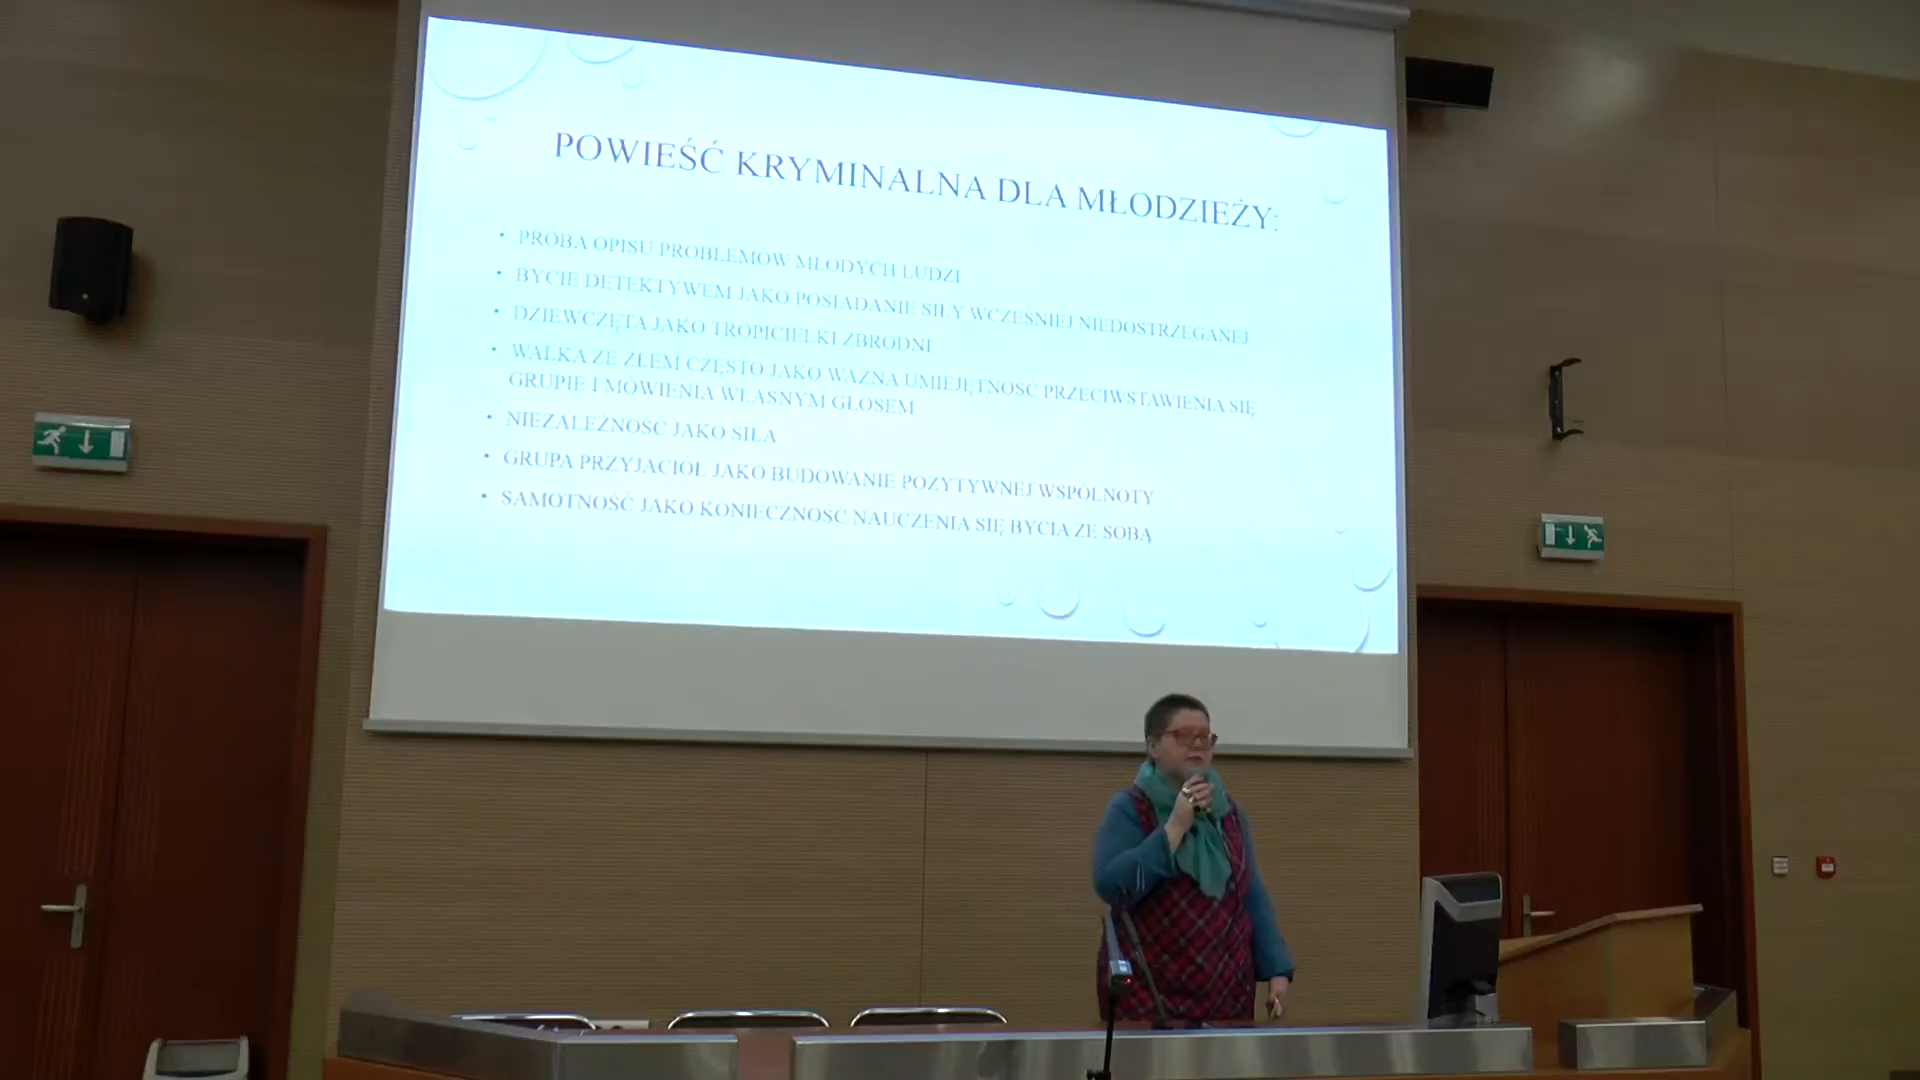 POWIEŚĆ KRYMINALNA DLA MŁODZIEŻY:
• PRÓBA OPISU PROBLEMÓW MŁODYCH LUDZI
• BYCIE DETEKTYWEM JAKO POSIADANIE SIŁY WCZEŚNIEJ NIEDOSTRZEGANEJ
• DZIEWCZĘTA JAKO TROPICIELKI ZBRODNI
• WALKA ZE ZŁEM CZĘSTO JAKO WAŻNA UMIEJĘTNOŚĆ PRZECIWSTAWIENIA SIĘ
GRUPIE I MÓWIENIA WŁASNYM GŁOSEM
• NIEZALEŻNOŚĆ JAKO SIŁA
• GRUPA PRZYJACIÓŁ JAKO BUDOWANIE POZYTYWNEJ WSPÓLNOTY
• SAMOTNOŚĆ JAKO KONIECZNOŚĆ NAUCZENIA SIĘ BYCIA ZE SOBĄ